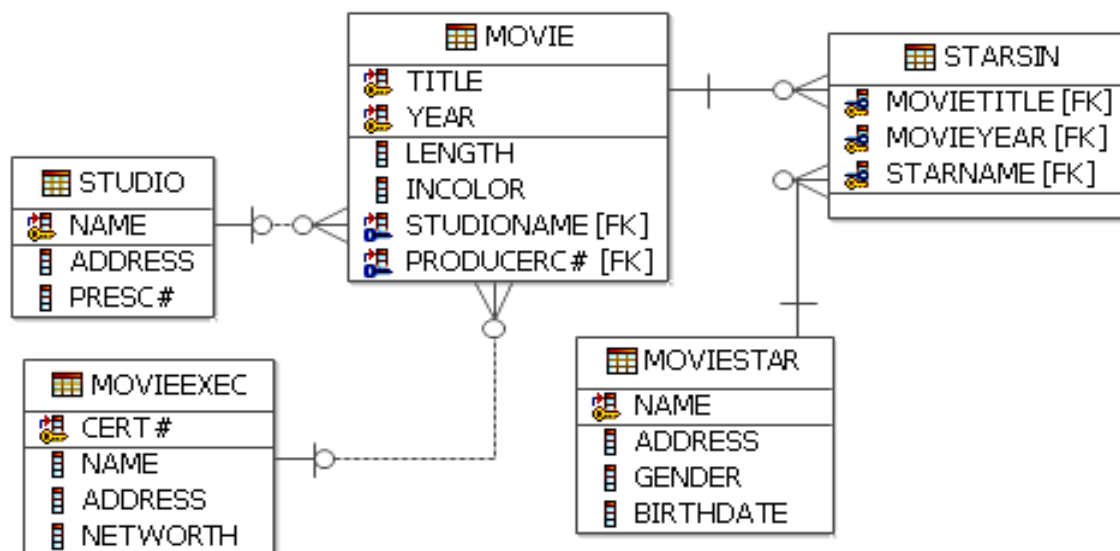 MOVIE
TITLE
YEAR
LENGTH
INCOLOR
STUDIONAME [FK]
PRODUCERC# [FK]
STARSIN
MOVIETITLE [FK]
MOVIEYEAR [FK]
STARNAME [FK]
STUDIO
NAME
ADDRESS
PRESC#
MOVIEEXEC
CERT#
NAME
ADDRESS
NETWORTH
MOVIESTAR
NAME
ADDRESS
GENDER
BIRTHDATE